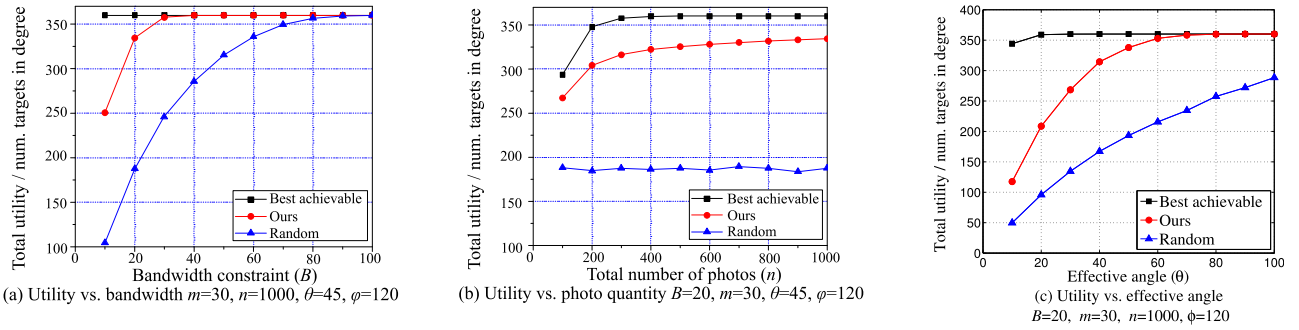 Total utility / num. targets in degree
350
300
250
200
150
100
0 20 40 60 80 100
Best achievable
Ours
Random
Bandwidth constraint (B)
(a) Utility vs. bandwidth m=30, n=1000, θ=45, φ=120
Total utility / num. targets in degree
350
300
250
200
150
100
0 200 400 600 800 1000
Best achievable
Ours
Random
Total number of photos (n)
(b) Utility vs. photo quantity B=20, m=30, θ=45, φ=120
Total utility / num. targets in degree
400
350
300
250
200
150
100
50
0 20 40 60 80 100
Best achievable
Ours
Random
Effective angle (θ)
(c) Utility vs. effective angle
B=20, m=30, n=1000, ϕ=120